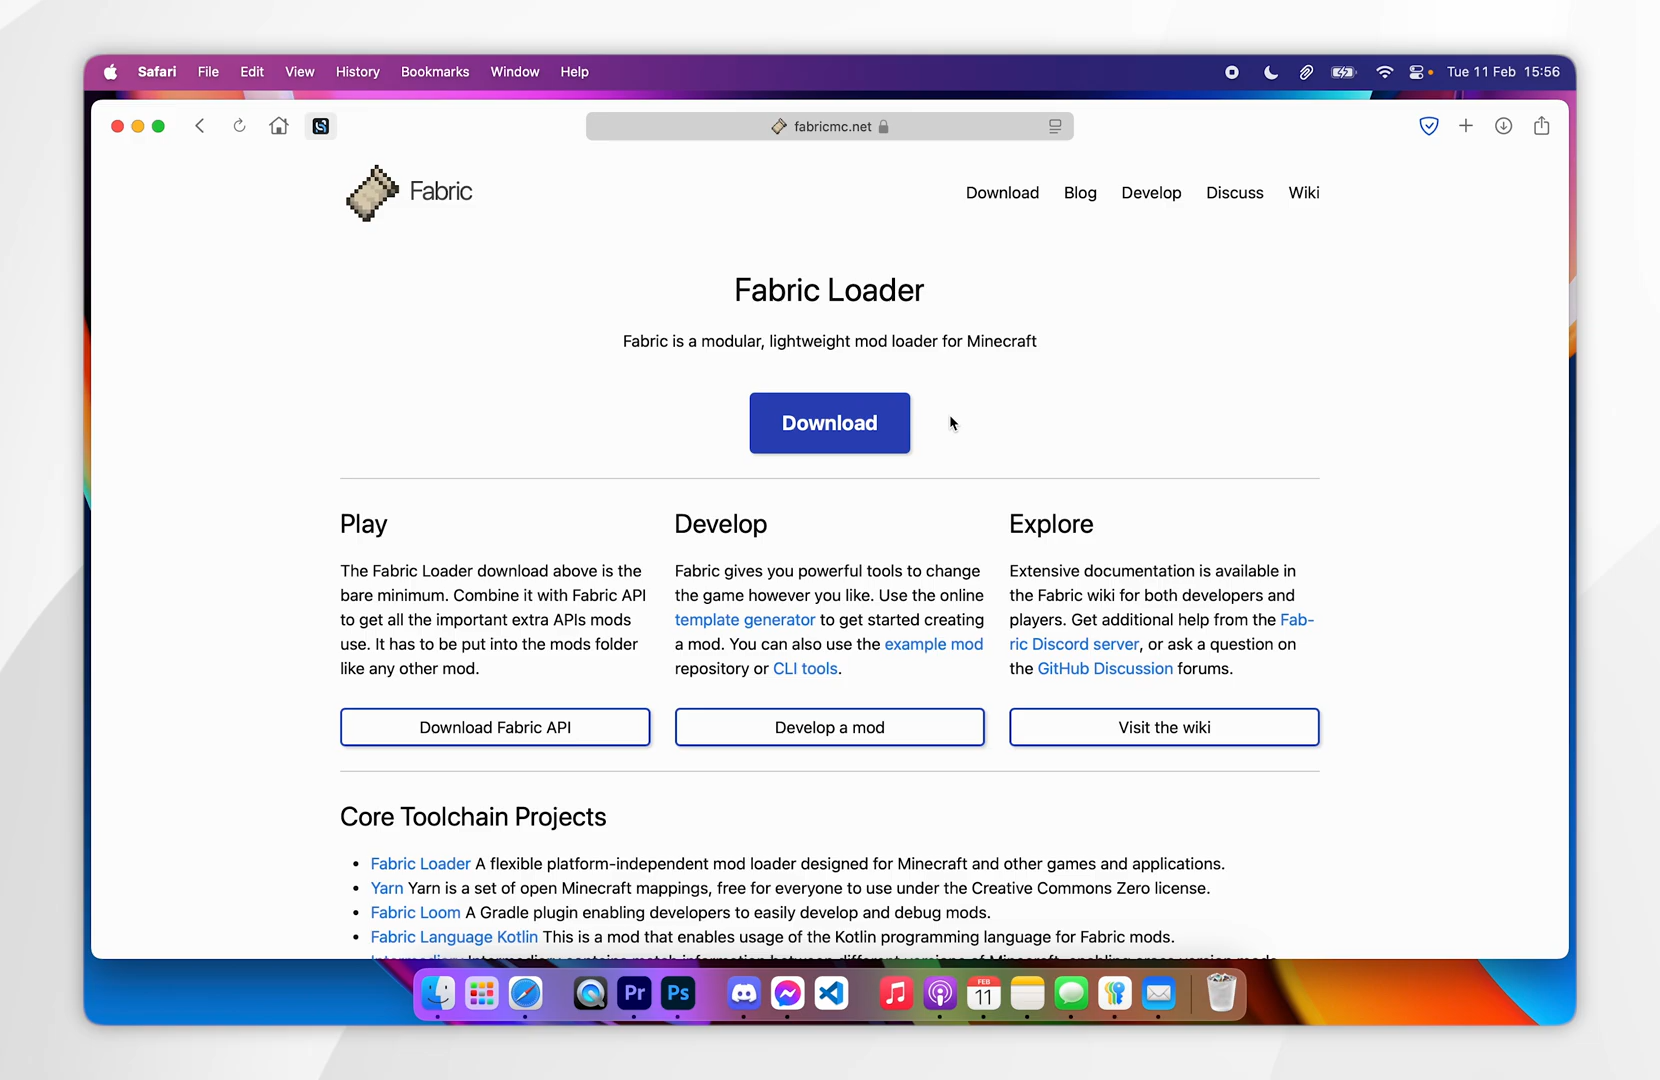 Safari File Edit View History Bookmarks Window Help Tue 11 Feb 15:56
fabricmc.net
Fabric
Download Blog Develop Discuss Wiki
Fabric Loader
Fabric is a modular, lightweight mod loader for Minecraft
Download
Play
The Fabric Loader download above is the
bare minimum. Combine it with Fabric API
to get all the important extra APIs mods
use. It has to be put into the mods folder
like any other mod.
Download Fabric API
Develop
Fabric gives you powerful tools to change
the game however you like. Use the online
template generator to get started creating
a mod. You can also use the example mod
repository or CLI tools.
Develop a mod
Explore
Extensive documentation is available in
the Fabric wiki for both developers and
players. Get additional help from the Fab-
ric Discord server, or ask a question on
the GitHub Discussion forums.
Visit the wiki
Core Toolchain Projects
• Fabric Loader A flexible platform-independent mod loader designed for Minecraft and other games and applications.
• Yarn Yarn is a set of open Minecraft mappings, free for everyone to use under the Creative Commons Zero license.
• Fabric Loom A Gradle plugin enabling developers to easily develop and debug mods.
• Fabric Language Kotlin This is a mod that enables usage of the Kotlin programming language for Fabric mods.
Pr Ps FEB 11